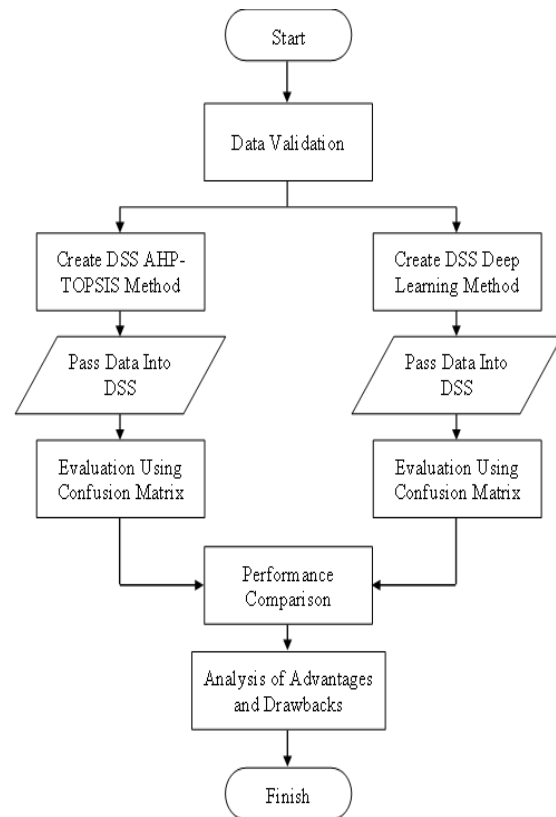 Start
Data Validation
Create DSS AHP-
TOPSIS Method
Create DSS Deep
Learning Method
Pass Data Into
DSS
Pass Data Into
DSS
Evaluation Using
Confusion Matrix
Evaluation Using
Confusion Matrix
Performance
Comparison
Analysis of Advantages
and Drawbacks
Finish